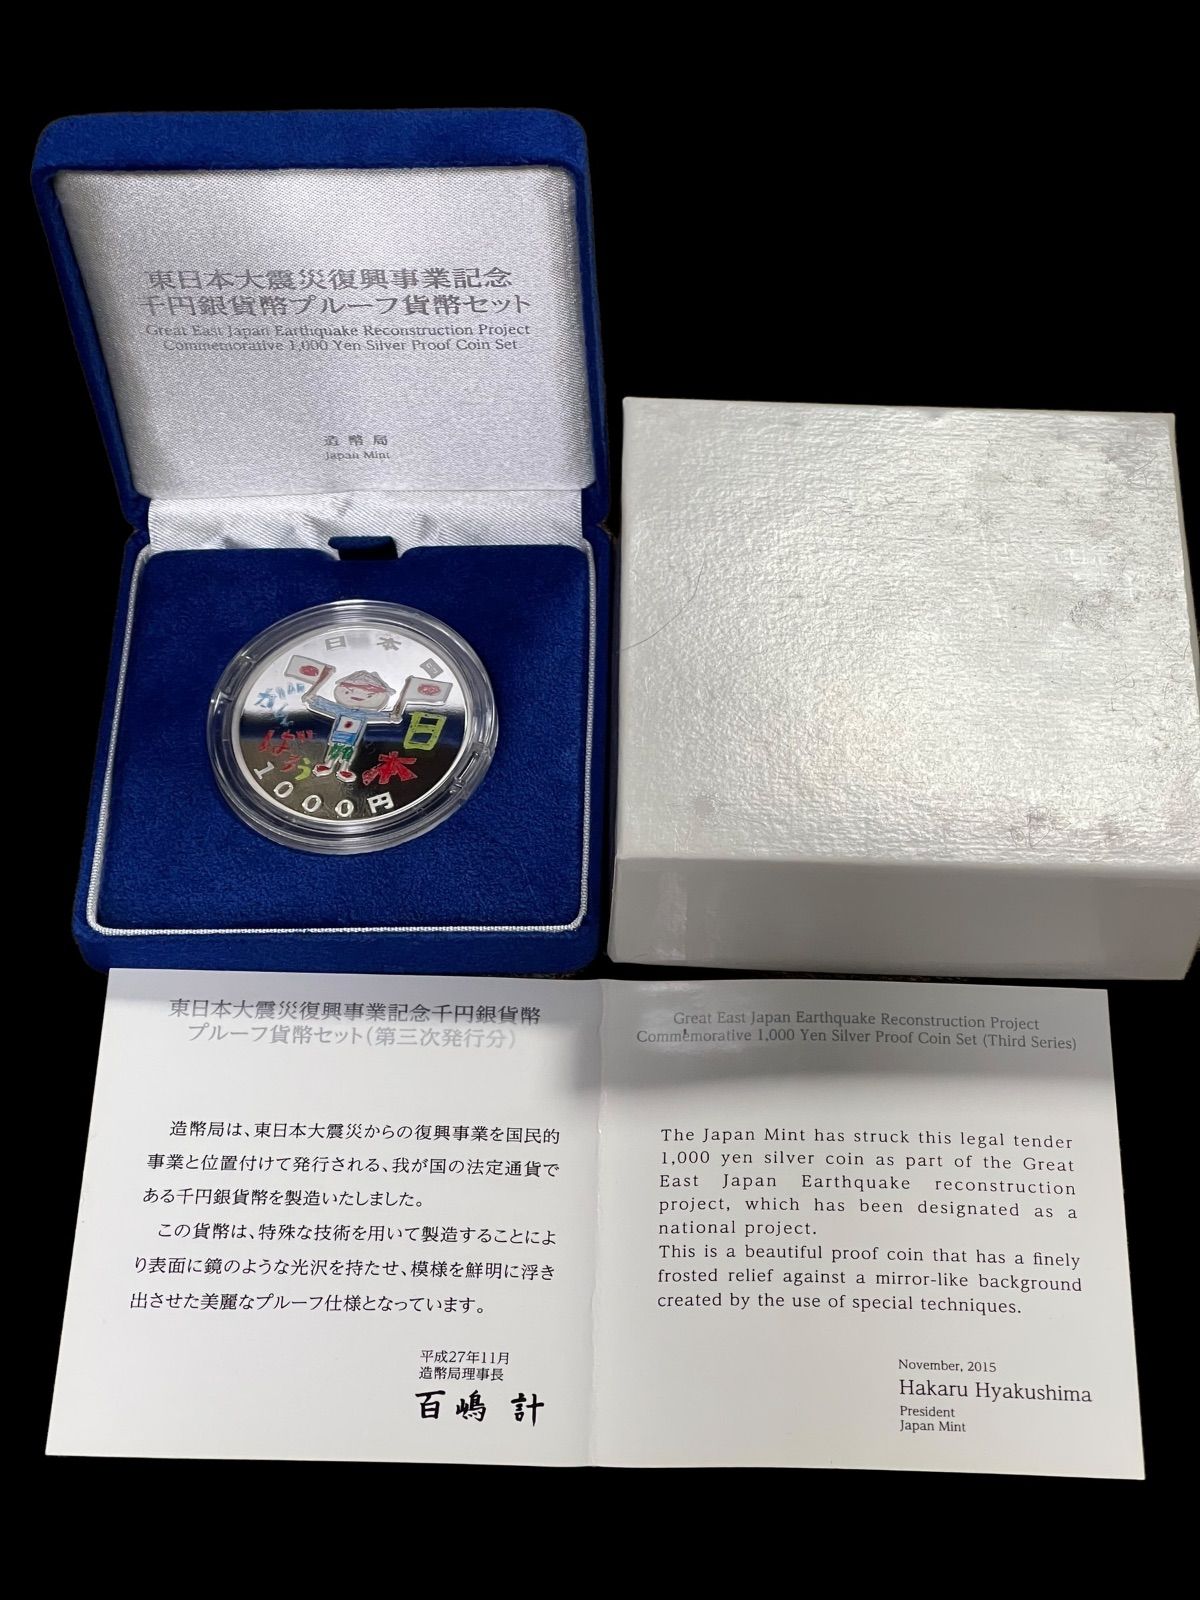 東日本大震災復興事業記念
千円銀貨幣プルーフ貨幣セット
Great East Japan Earthquake Reconstruction Project
Commemorative 1,000 Yen Silver Proof Coin Set
造幣局
Japan Mint
日本
がんばろう
日本
1000円
東日本大震災復興事業記念千円銀貨幣
プルーフ貨幣セット(第三次発行分)
造幣局は、東日本大震災からの復興事業を国民的
事業と位置付けて発行される、我が国の法定通貨で
ある千円銀貨幣を製造いたしました。
この貨幣は、特殊な技術を用いて製造することによ
り表面に鏡のような光沢を持たせ、模様を鮮明に浮き
出させた美麗なプルーフ仕様となっています。
平成27年11月
造幣局理事長
百嶋 計
Great East Japan Earthquake Reconstruction Project
Commemorative 1,000 Yen Silver Proof Coin Set (Third Series)
The Japan Mint has struck this legal tender
1,000 yen silver coin as part of the Great
East Japan Earthquake reconstruction
project, which has been designated as a
national project.
This is a beautiful proof coin that has a finely
frosted relief against a mirror-like background
created by the use of special techniques.
November, 2015
Hakaru Hyakushima
President
Japan Mint